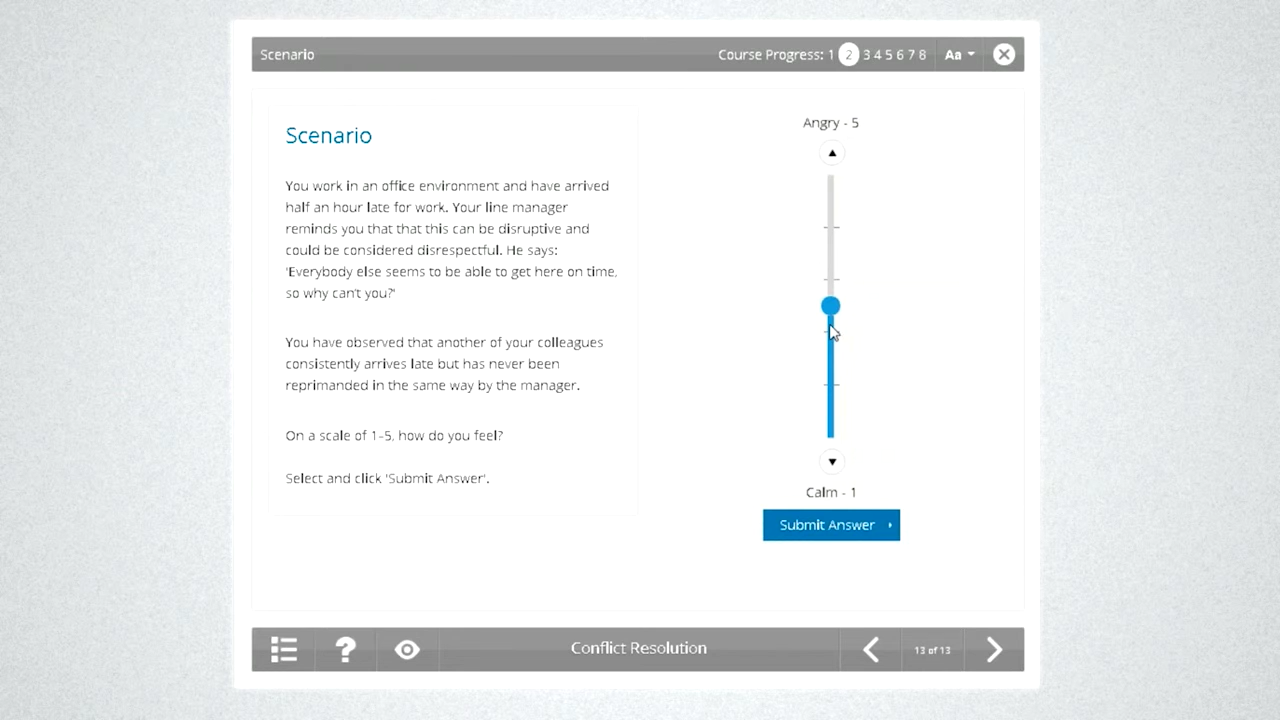 Scenario
Course Progress: 1 2 3 4 5 6 7 8
Aa
Scenario
You work in an office environment and have arrived
half an hour late for work. Your line manager
reminds you that that this can be disruptive and
could be considered disrespectful. He says:
'Everybody else seems to be able to get here on time,
so why can't you?'
You have observed that another of your colleagues
consistently arrives late but has never been
reprimanded in the same way by the manager.
On a scale of 1-5, how do you feel?
Select and click 'Submit Answer'.
Angry - 5
Calm - 1
Submit Answer
?
Conflict Resolution
13 of 13